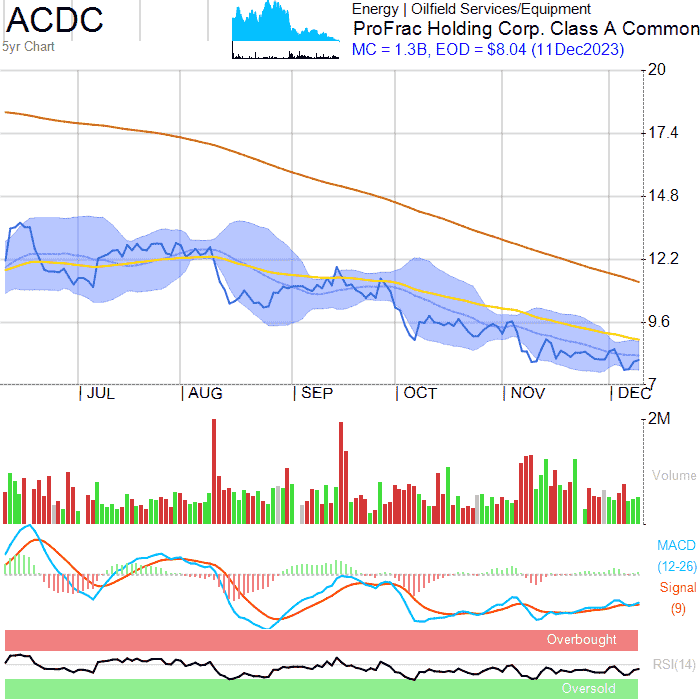 ACDC
5yr Chart
Energy | Oilfield Services/Equipment
ProFrac Holding Corp. Class A Common
MC = 1.3B, EOD = $8.04 (11Dec2023)
20
17.4
14.8
12.2
9.6
7
JUL
AUG
SEP
OCT
NOV
DEC
2M
Volume
MACD
(12-26)
Signal
(9)
Overbought
RSI(14)
Oversold